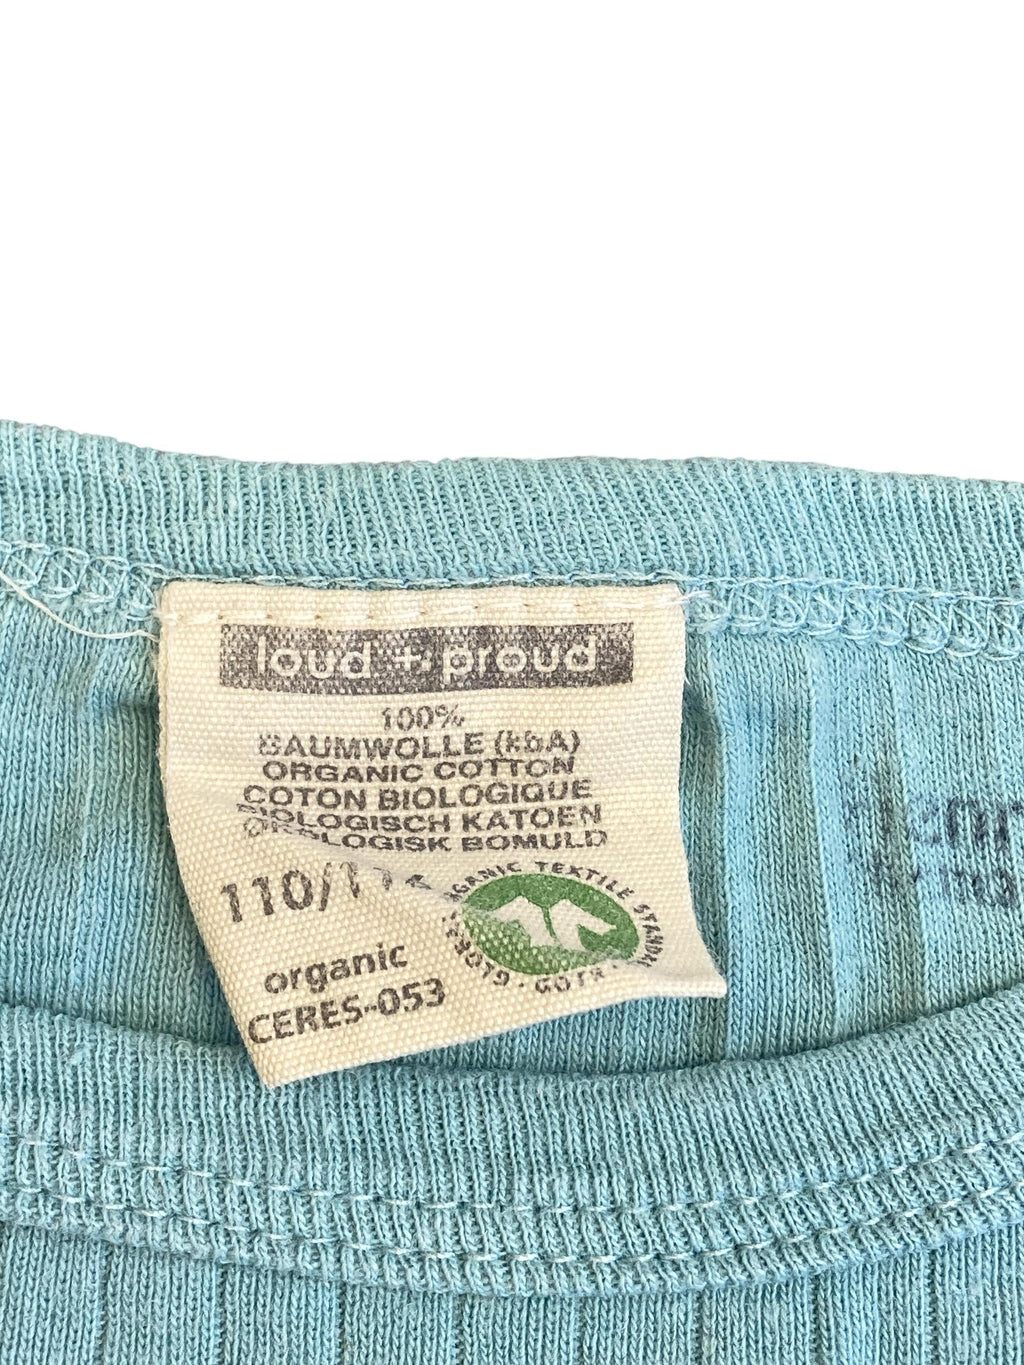 loud + proud
100%
BAUMWOLLE (kbA)
ORGANIC COTTON
COTON BIOLOGIQUE
BIOLOGISCH KATOEN
ØKOLOGISK BOMULD
110/116
organic
CERES-053
GLOBAL ORGANIC TEXTILE STANDARD · GOTS ·